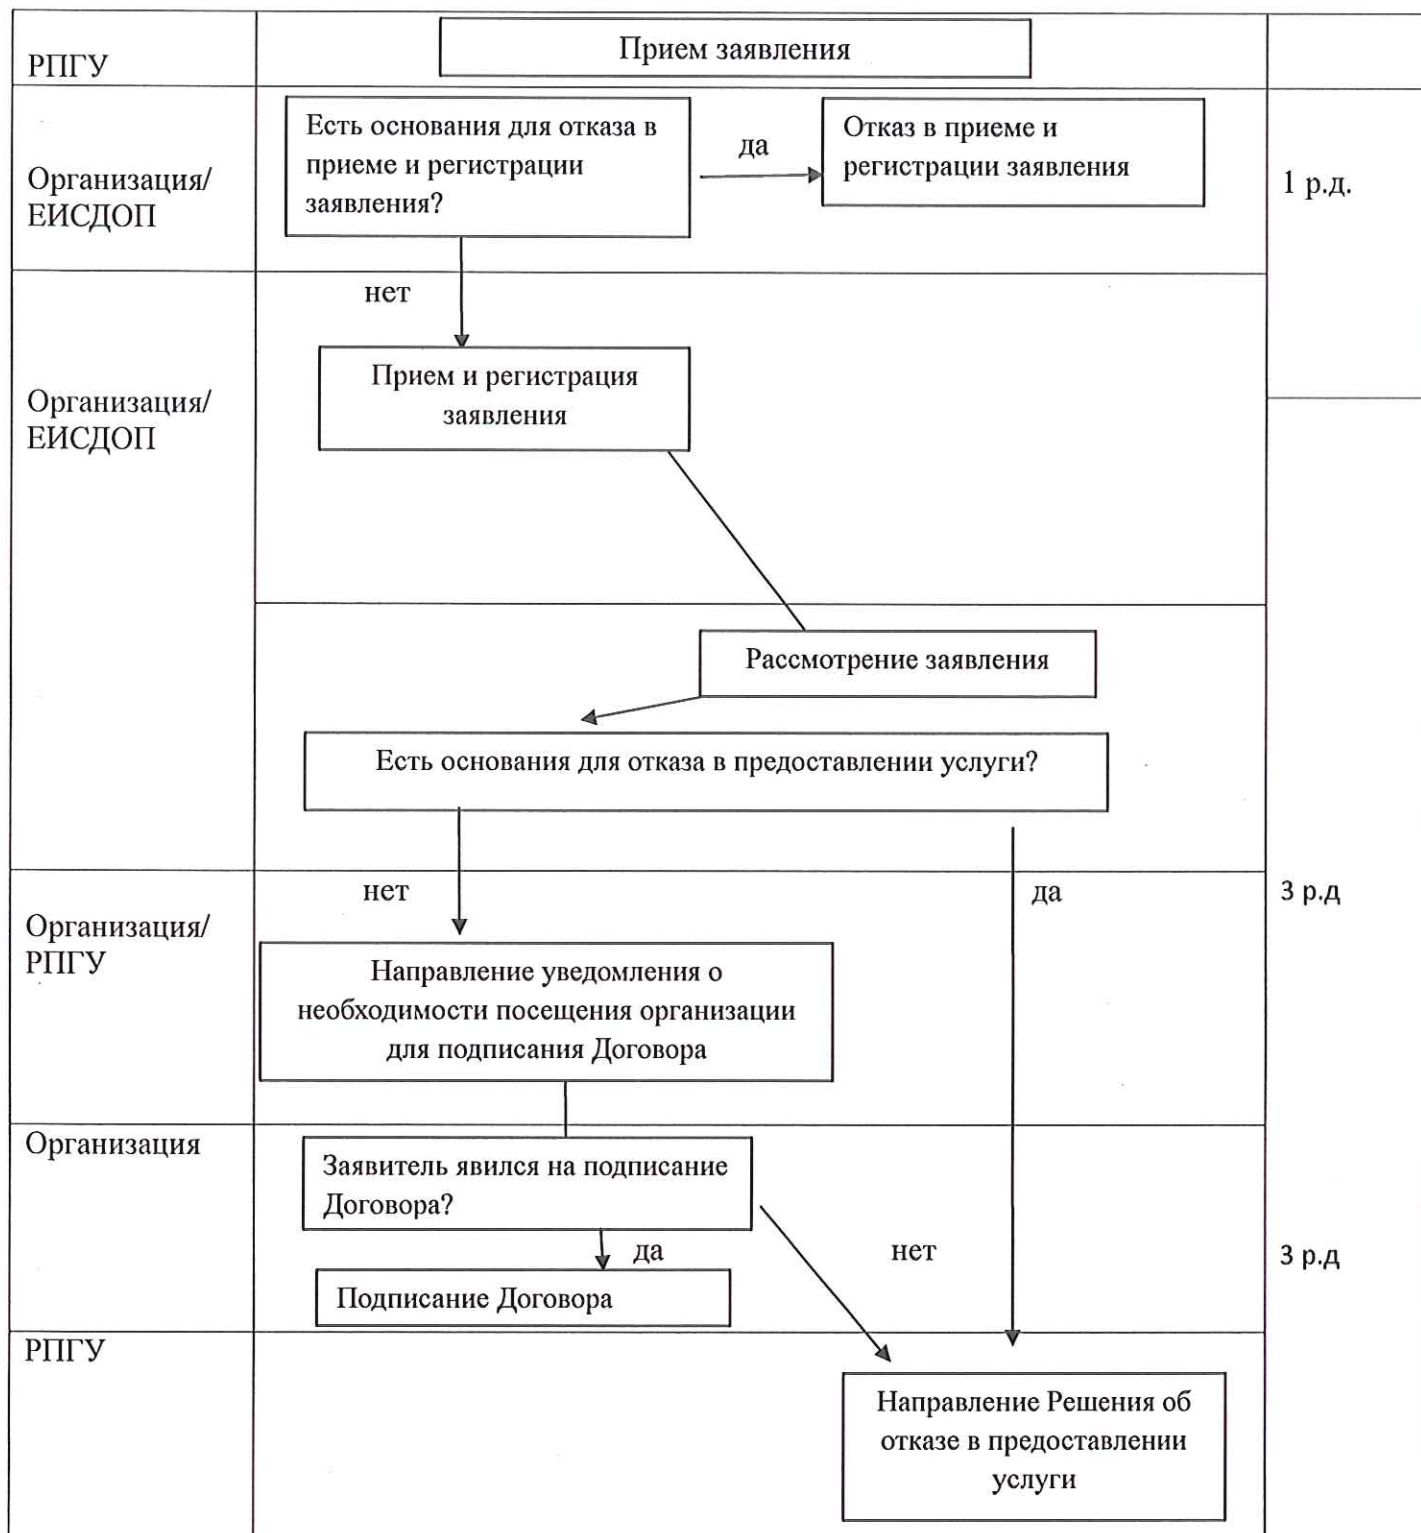 РПГУ
Прием заявления
Организация/
ЕИСДОП
Есть основания для отказа в
приеме и регистрации
заявления?
да
Отказ в приеме и
регистрации заявления
1 р.д.
нет
Организация/
ЕИСДОП
Прием и регистрация
заявления
Рассмотрение заявления
Есть основания для отказа в предоставлении услуги?
нет
да
3 р.д
Организация/
РПГУ
Направление уведомления о
необходимости посещения организации
для подписания Договора
Организация
Заявитель явился на подписание
Договора?
да
нет
3 р.д
Подписание Договора
РПГУ
Направление Решения об
отказе в предоставлении
услуги